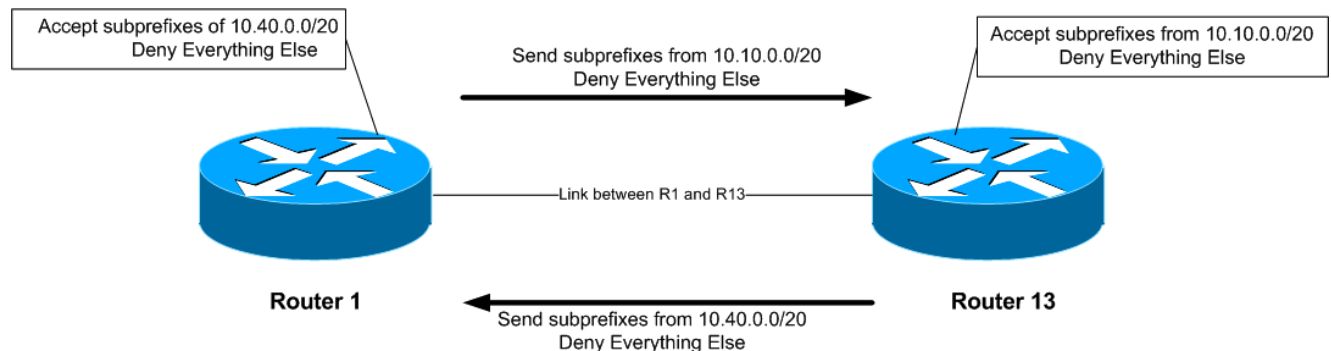 Accept subprefixes of 10.40.0.0/20
Deny Everything Else
Send subprefixes from 10.10.0.0/20
Deny Everything Else
Accept subprefixes from 10.10.0.0/20
Deny Everything Else
Link between R1 and R13
Router 1
Router 13
Send subprefixes from 10.40.0.0/20
Deny Everything Else